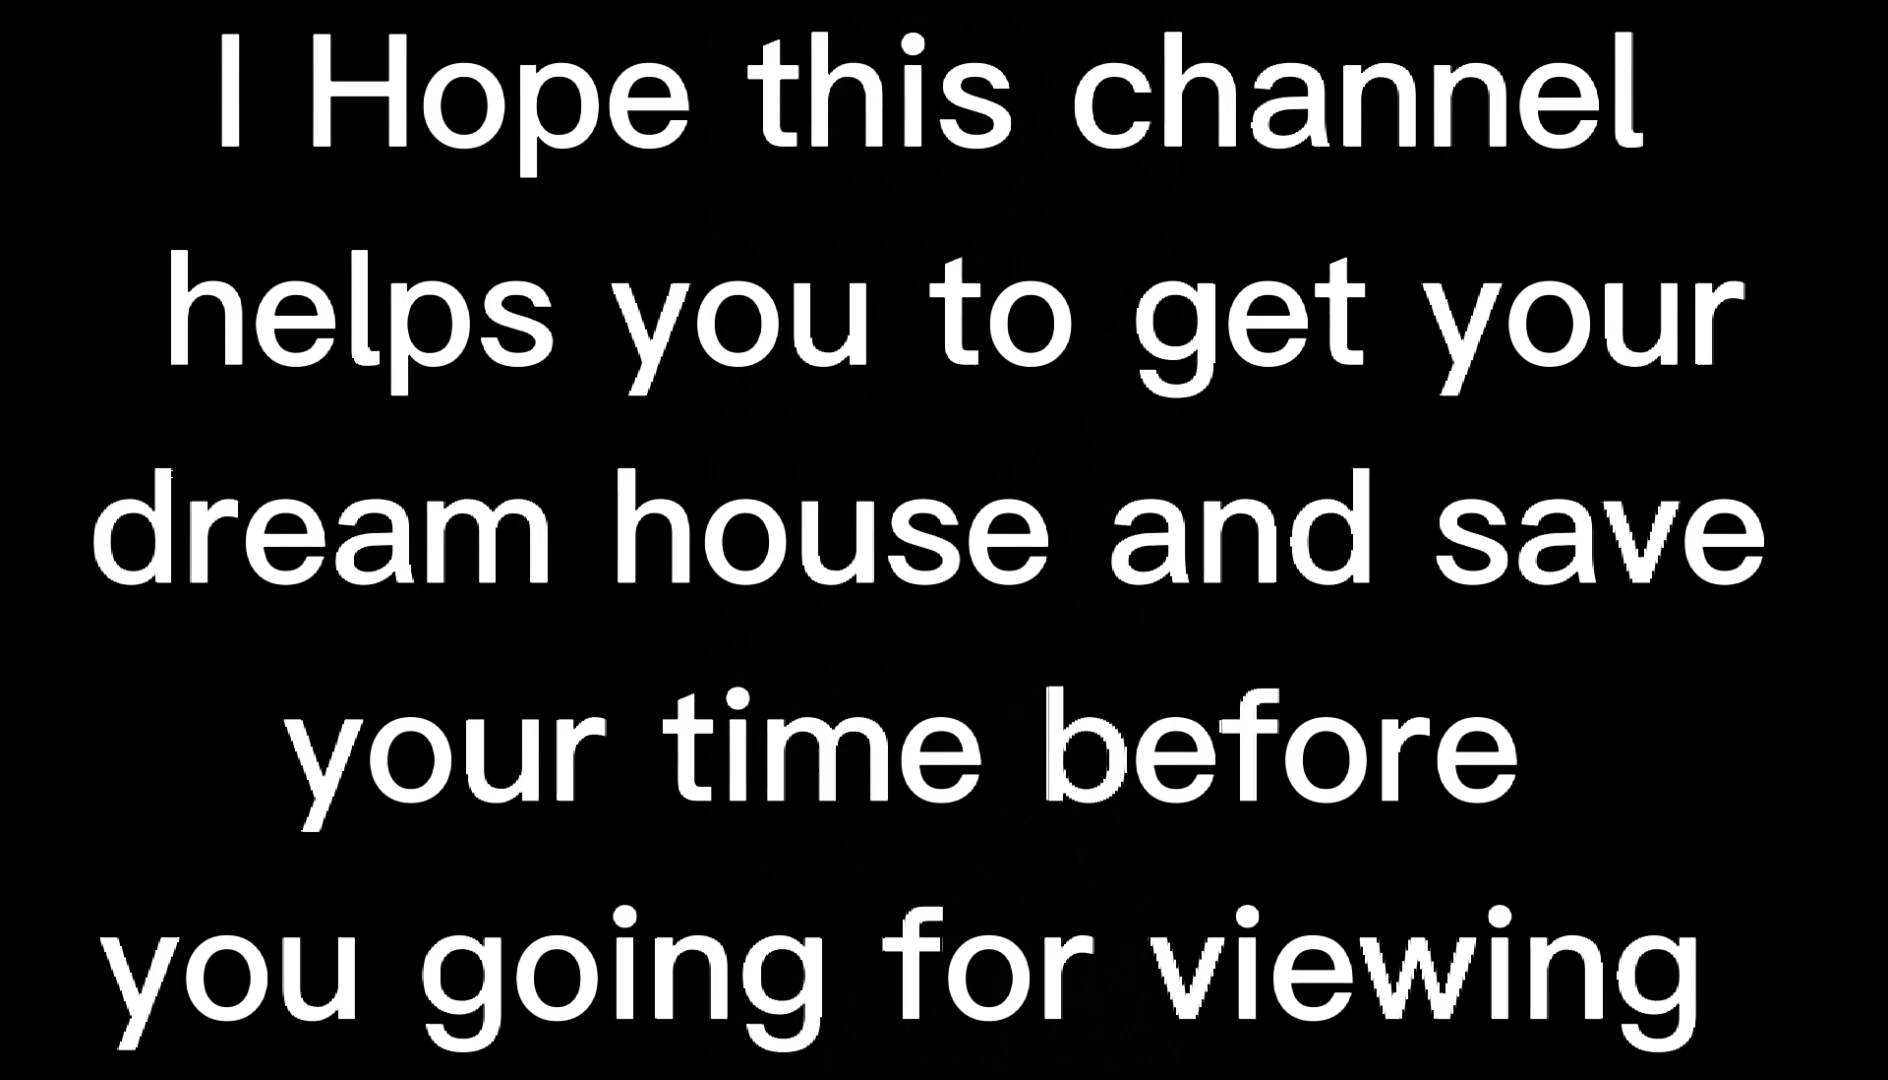 I Hope this channel
helps you to get your
dream house and save
your time before
you going for viewing